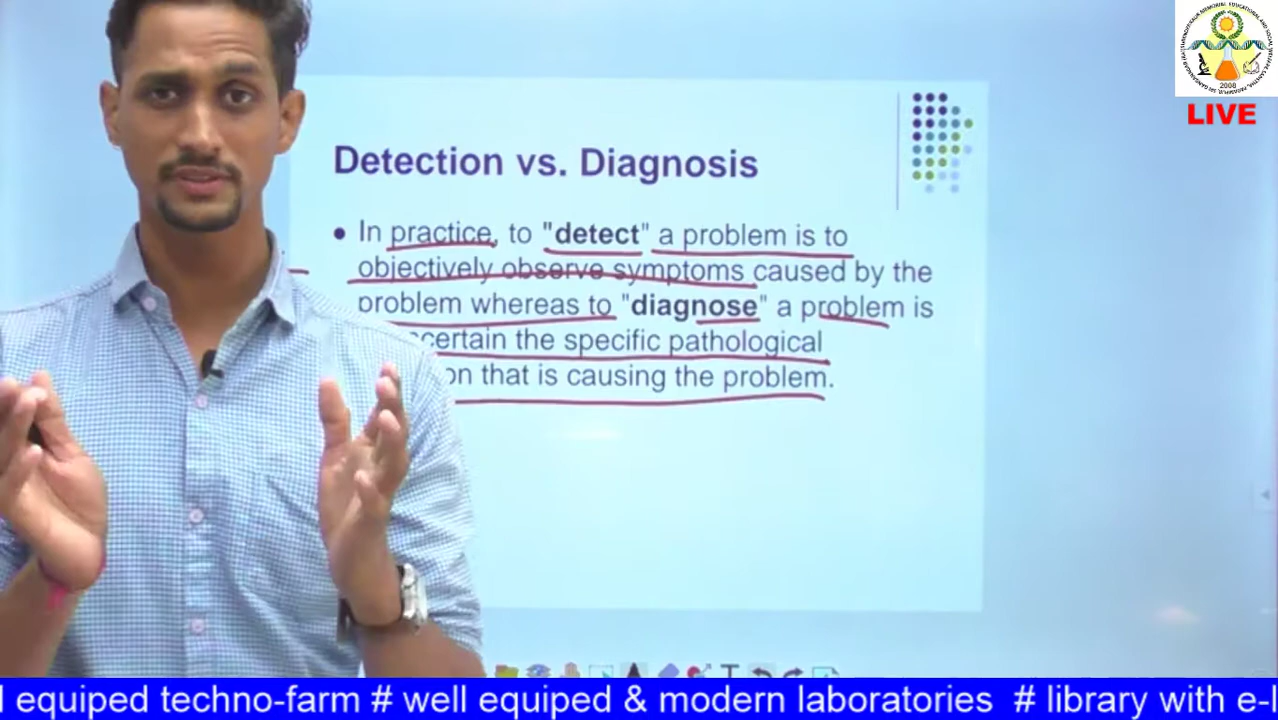 2008
LIVE
Detection vs. Diagnosis
• In practice, to "detect" a problem is to
objectively observe symptoms caused by the
problem whereas to "diagnose" a problem is
certain the specific pathological
on that is causing the problem.
l equiped techno-farm # well equiped & modern laboratories # library with e-l